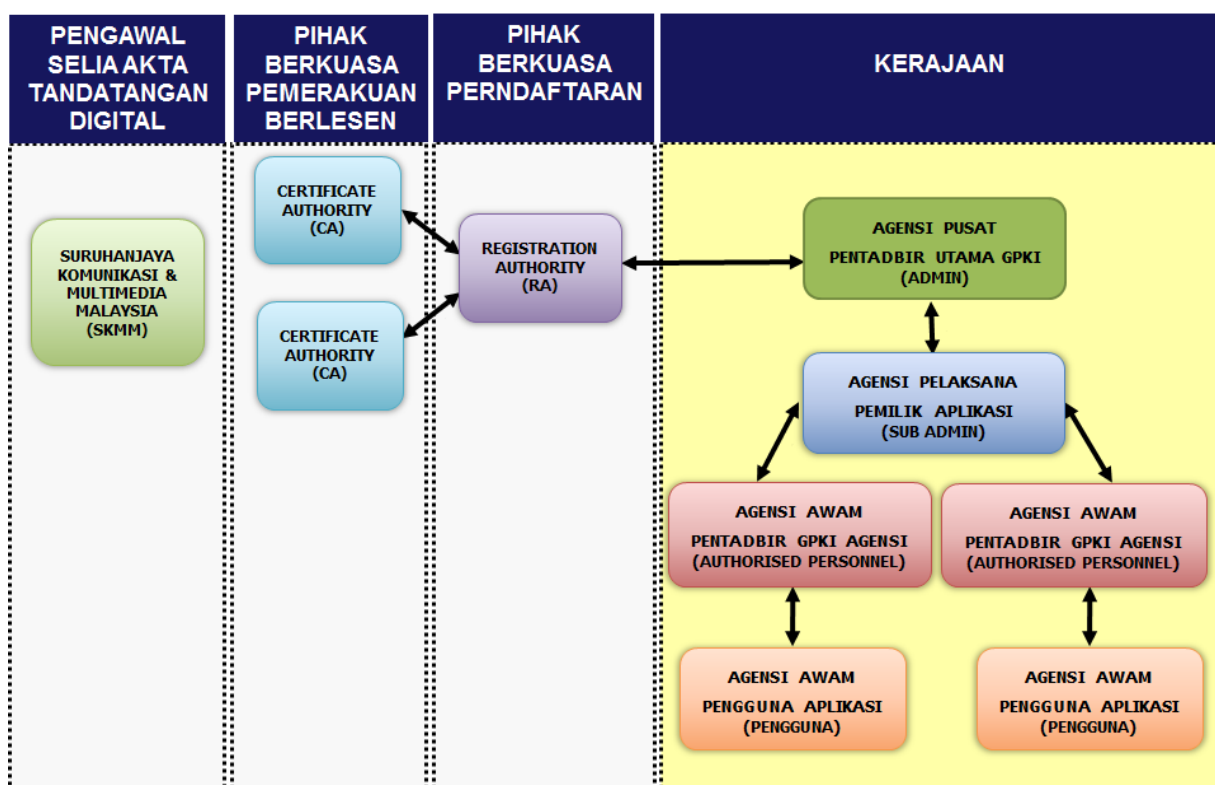 PENGAWAL
SELIA AKTA
TANDATANGAN
DIGITAL
PIHAK
BERKUASA
PEMERAKUAN
BERLESEN
PIHAK
BERKUASA
PERNDAFTARAN
KERAJAAN
SURUHANJAYA
KOMUNIKASI &
MULTIMEDIA
MALAYSIA
(SKMM)
CERTIFICATE
AUTHORITY
(CA)
CERTIFICATE
AUTHORITY
(CA)
REGISTRATION
AUTHORITY
(RA)
AGENSI PUSAT
PENTADBIR UTAMA GPKI
(ADMIN)
AGENSI PELAKSANA
PEMILIK APLIKASI
(SUB ADMIN)
AGENSI AWAM
PENTADBIR GPKI AGENSI
(AUTHORISED PERSONNEL)
AGENSI AWAM
PENTADBIR GPKI AGENSI
(AUTHORISED PERSONNEL)
AGENSI AWAM
PENGGUNA APLIKASI
(PENGGUNA)
AGENSI AWAM
PENGGUNA APLIKASI
(PENGGUNA)